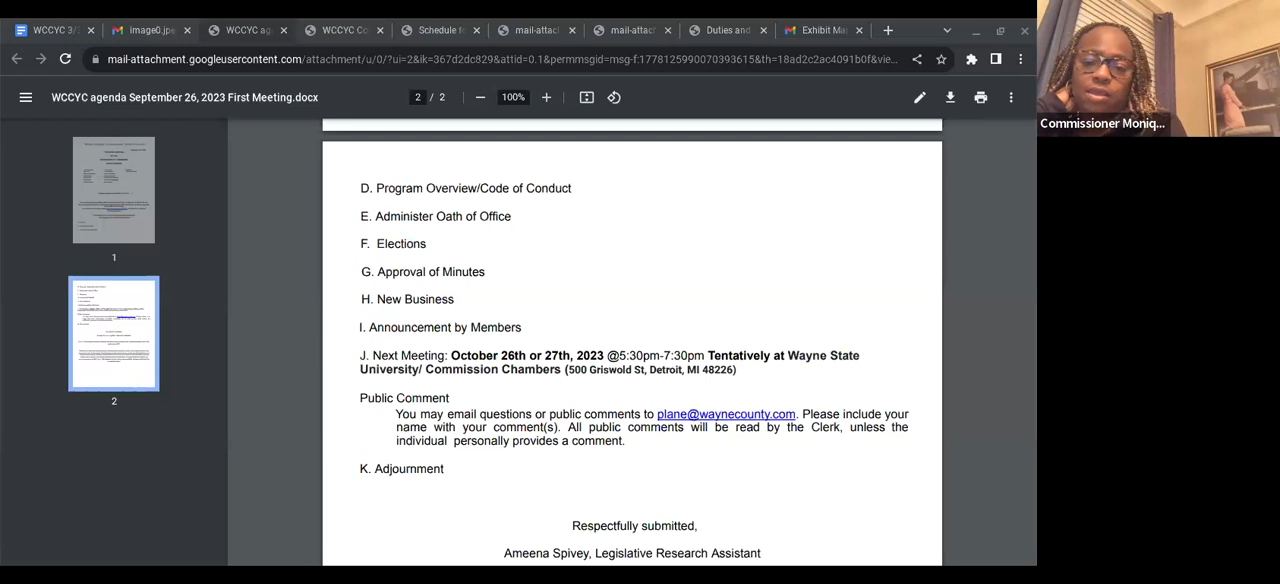 WCCYC 3/
image0.jpe
WCCYC ag
WCCYC Co
Schedule f
mail-attac
mail-attac
Duties and
Exhibit Ma
mail-attachment.googleusercontent.com/attachment/u/0/?ui=2&ik=367d2dc829&attid=0.1&permmsgid=msg-f:1778125990070393615&th=18ad2c2ac4091b0f&vie...
WCCYC agenda September 26, 2023 First Meeting.docx
2 / 2
100%
Commissioner Moniq...
D. Program Overview/Code of Conduct
E. Administer Oath of Office
F. Elections
G. Approval of Minutes
H. New Business
I. Announcement by Members
J. Next Meeting: October 26th or 27th, 2023 @5:30pm-7:30pm Tentatively at Wayne State
University/ Commission Chambers (500 Griswold St, Detroit, MI 48226)
Public Comment
You may email questions or public comments to plane@waynecounty.com. Please include your
name with your comment(s). All public comments will be read by the Clerk, unless the
individual personally provides a comment.
K. Adjournment
Respectfully submitted,
Ameena Spivey, Legislative Research Assistant
1
2